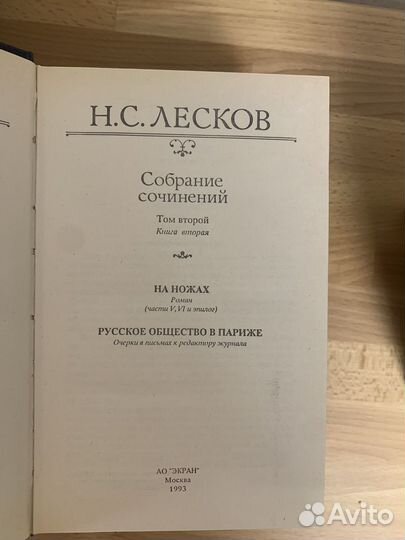 Н.С. ЛЕСКОВ
Собрание
сочинений
Том второй
Книга вторая
НА НОЖАХ
Роман
(части V, VI и эпилог)
РУССКОЕ ОБЩЕСТВО В ПАРИЖЕ
Очерки в письмах к редактору журнала
АО "ЭКРАН"
Москва
1993
Avito